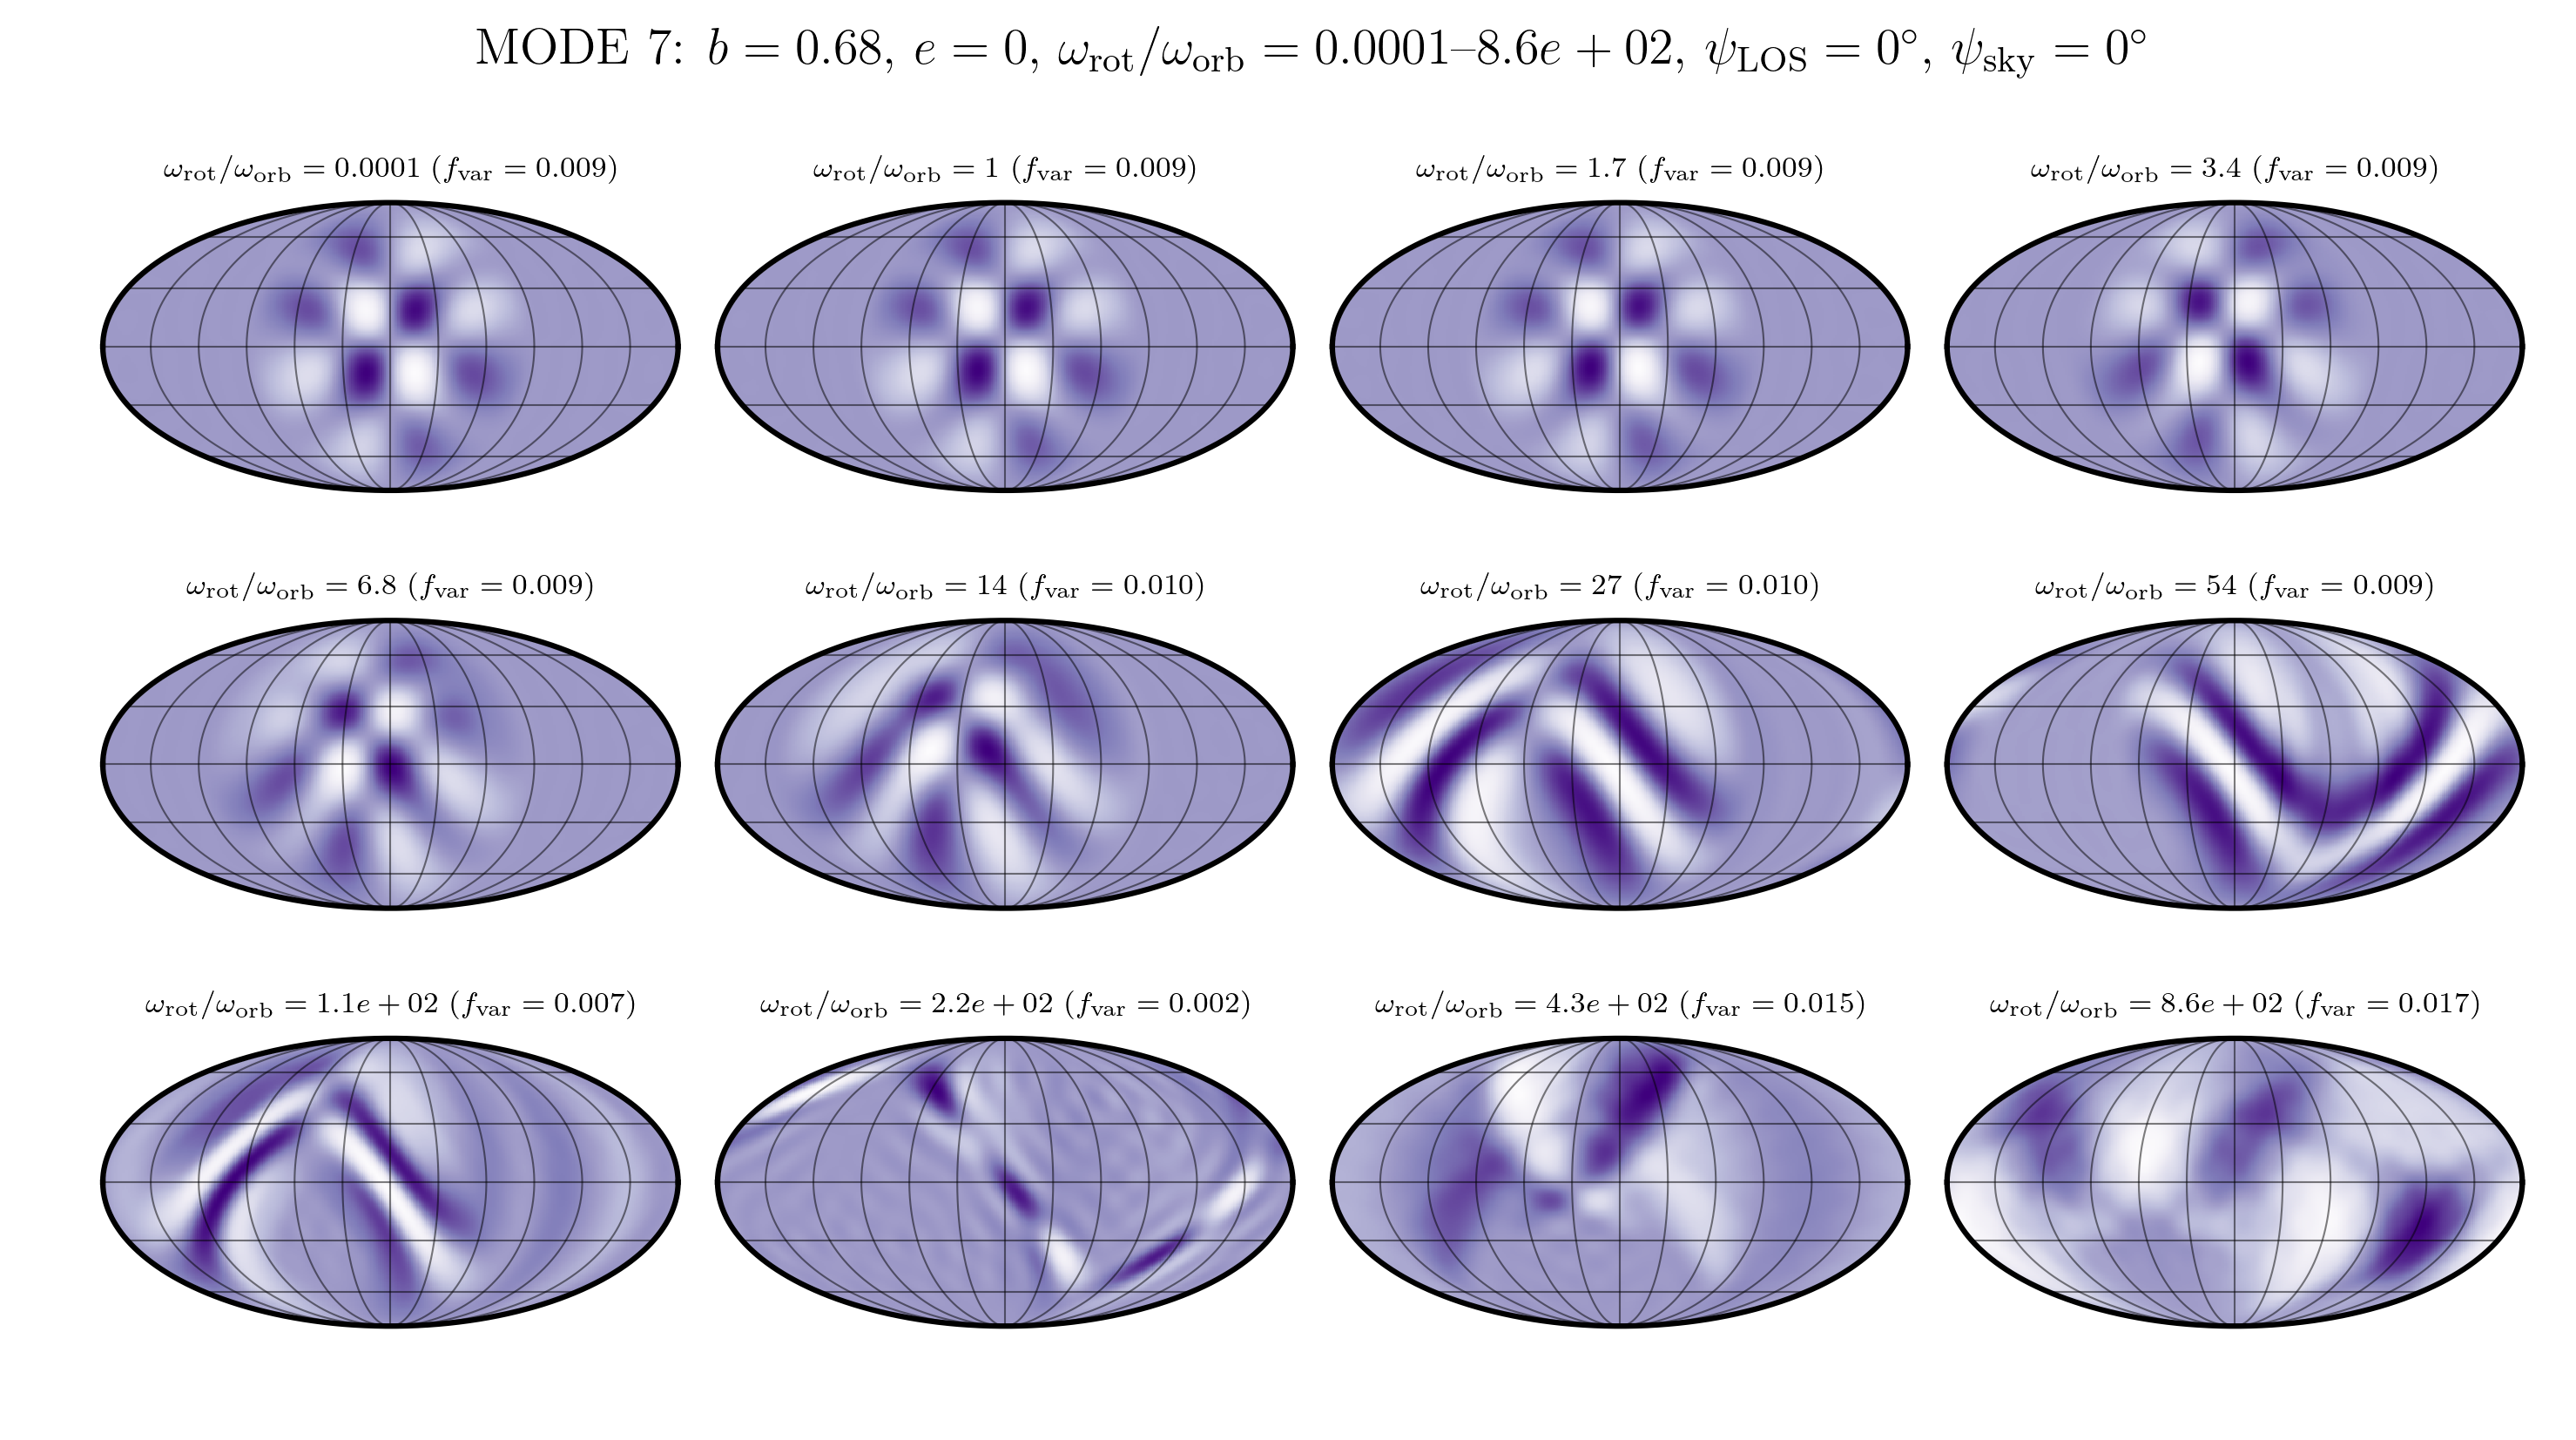 MODE 7: b = 0.68, e = 0, ω_rot/ω_orb = 0.0001–8.6e + 02, ψ_LOS = 0°, ψ_sky = 0°
ω_rot/ω_orb = 0.0001 (f_var = 0.009)
ω_rot/ω_orb = 1 (f_var = 0.009)
ω_rot/ω_orb = 1.7 (f_var = 0.009)
ω_rot/ω_orb = 3.4 (f_var = 0.009)
ω_rot/ω_orb = 6.8 (f_var = 0.009)
ω_rot/ω_orb = 14 (f_var = 0.010)
ω_rot/ω_orb = 27 (f_var = 0.010)
ω_rot/ω_orb = 54 (f_var = 0.009)
ω_rot/ω_orb = 1.1e + 02 (f_var = 0.007)
ω_rot/ω_orb = 2.2e + 02 (f_var = 0.002)
ω_rot/ω_orb = 4.3e + 02 (f_var = 0.015)
ω_rot/ω_orb = 8.6e + 02 (f_var = 0.017)